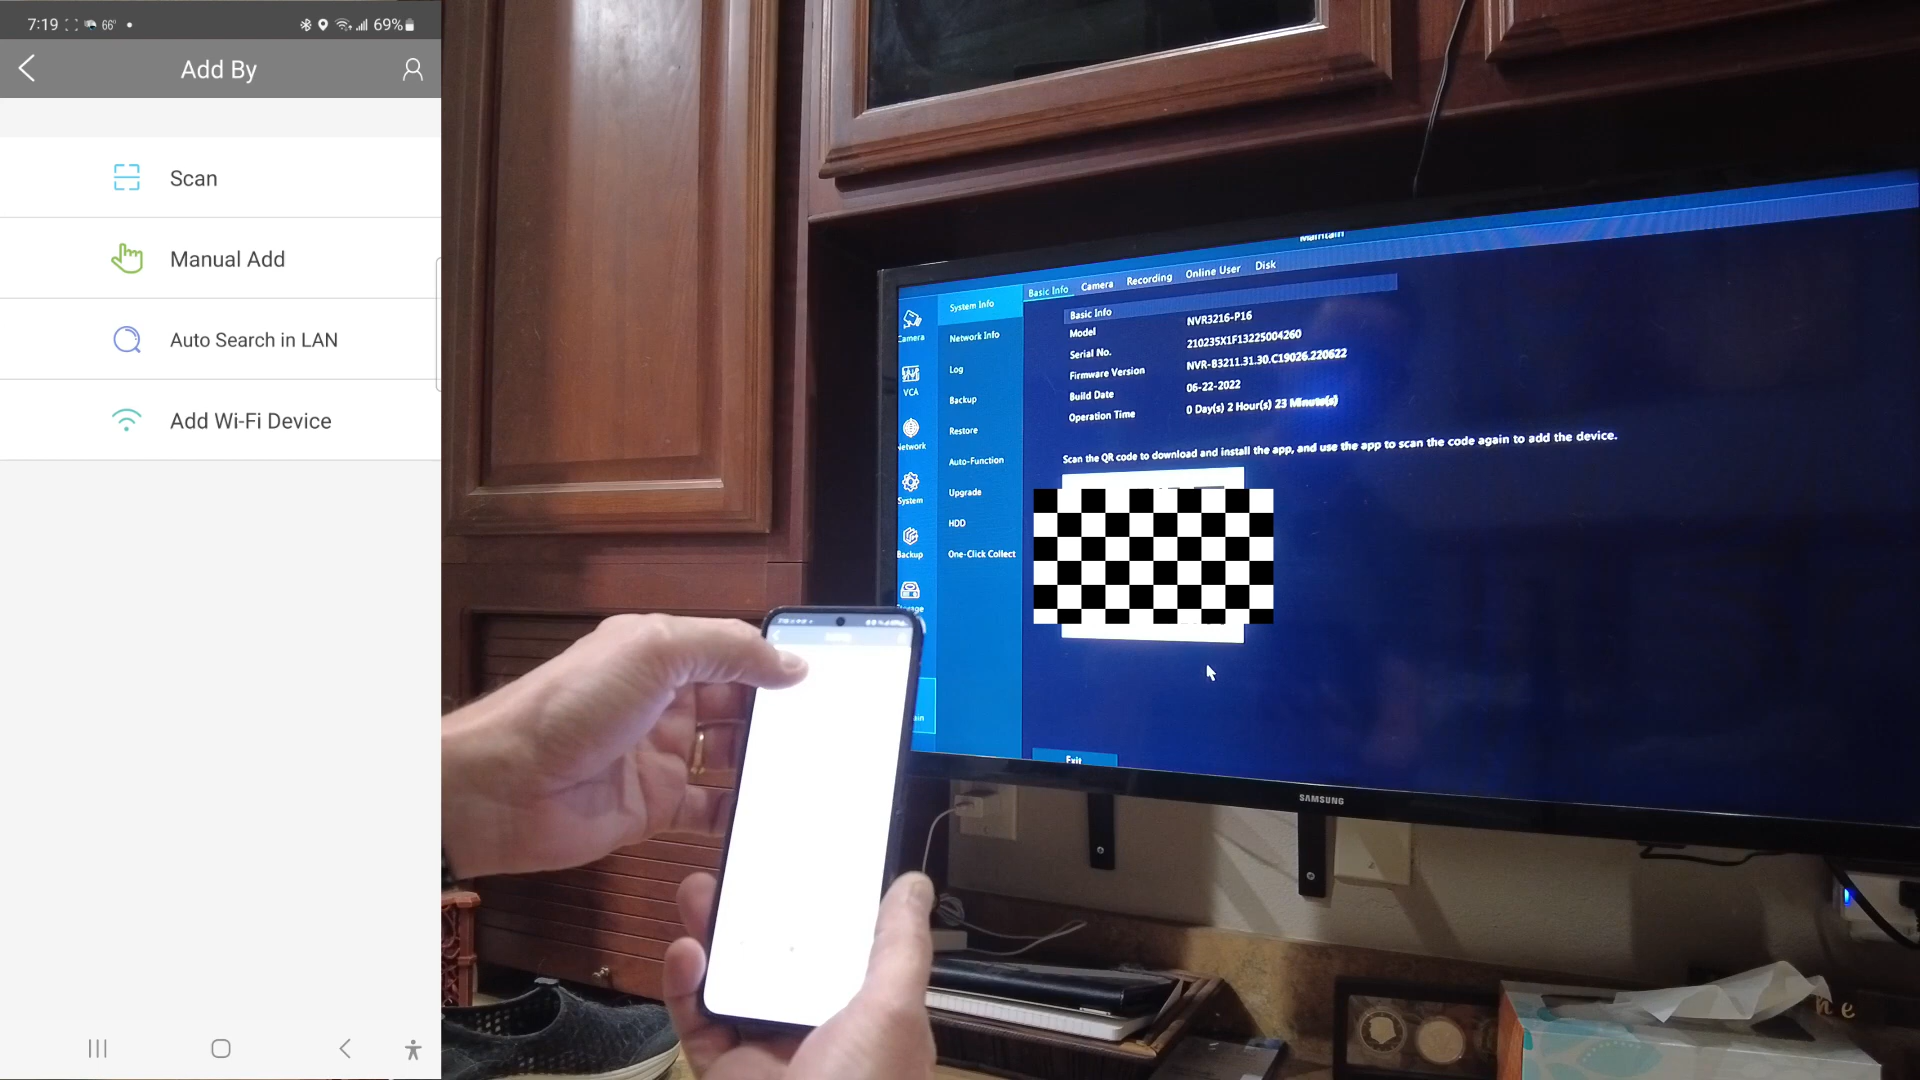 7:19 66° 69%
Add By
Scan
Manual Add
Auto Search in LAN
Add Wi-Fi Device
Maintain
Basic Info Camera Recording Online User Disk
Camera
VCA
Network
System
Backup
System Info
Network Info
Log
Backup
Restore
Auto-Function
Upgrade
HDD
One-Click Collect
Basic Info
Model NVR3216-P16
Serial No. 210235X1F13225004260
Firmware Version NVR-B3211.31.30.C19026.220622
Build Date 06-22-2022
Operation Time 0 Day(s) 2 Hour(s) 23 Minute(s)
Scan the QR code to download and install the app, and use the app to scan the code again to add the device.
Exit
SAMSUNG